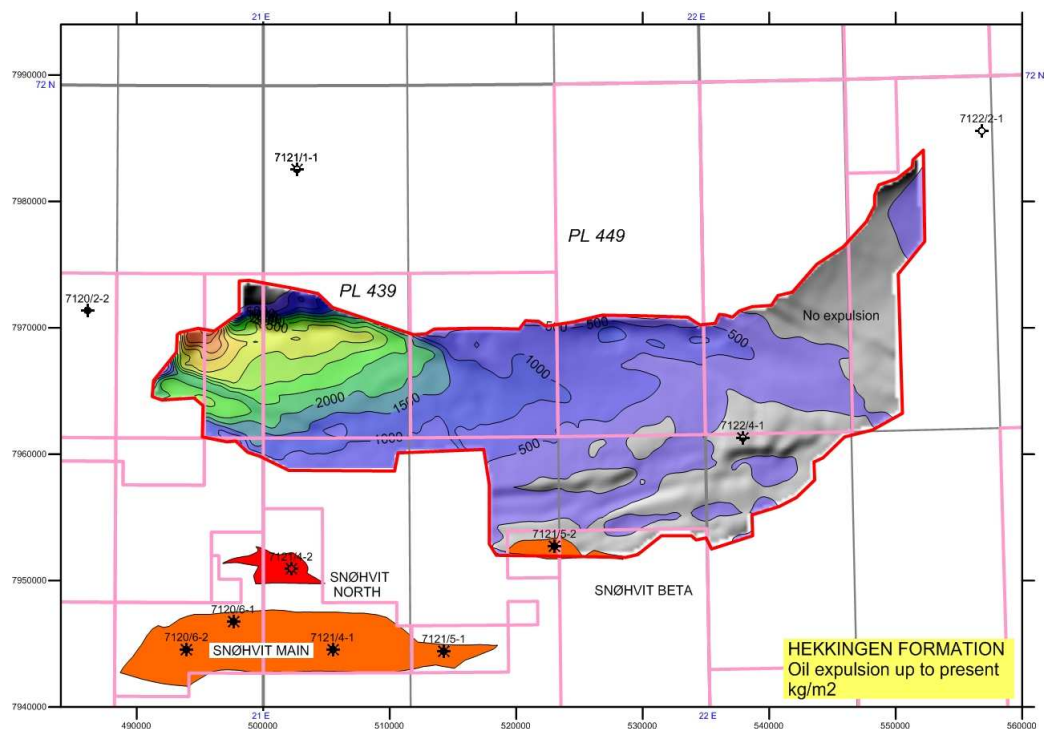 21 E
22 E
7990000
72 N
72 N
7122/2-1
7121/1-1
7980000
PL 449
PL 439
7120/2-2
7970000
No expulsion
500
500
500
1000
2000
1500
7122/4-1
1000
500
7960000
7121/5-2
7950000
7121/4-2
SNØHVIT
NORTH
SNØHVIT BETA
7120/6-1
7120/6-2
SNØHVIT MAIN
7121/4-1
7121/5-1
HEKKINGEN FORMATION
Oil expulsion up to present
kg/m2
7940000
490000
500000
510000
520000
530000
540000
550000
560000
21 E
22 E